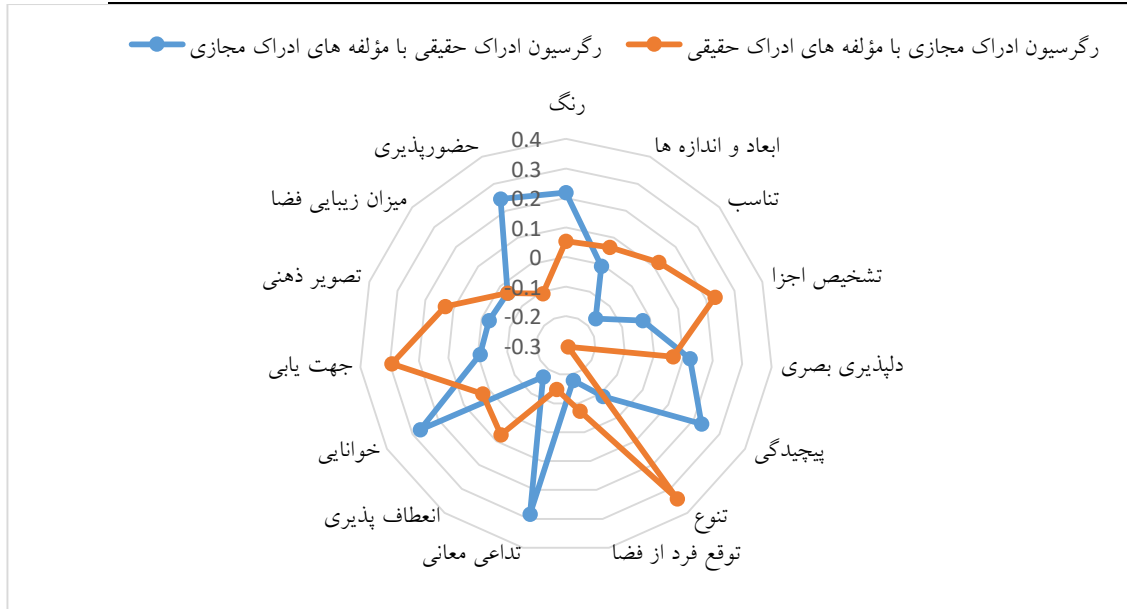 رگرسیون ادراک مجازی با مؤلفه های ادراک حقیقی
رگرسیون ادراک حقیقی با مؤلفه های ادراک مجازی
رنگ
ابعاد و اندازه ها
تناسب
تشخیص اجزا
دلپذیری بصری
پیچیدگی
تنوع
توقع فرد از فضا
تداعی معانی
انعطاف پذیری
خوانایی
جهت یابی
تصویر ذهنی
میزان زیبایی فضا
حضورپذیری
0.4
0.3
0.2
0.1
0
-0.1
-0.2
-0.3